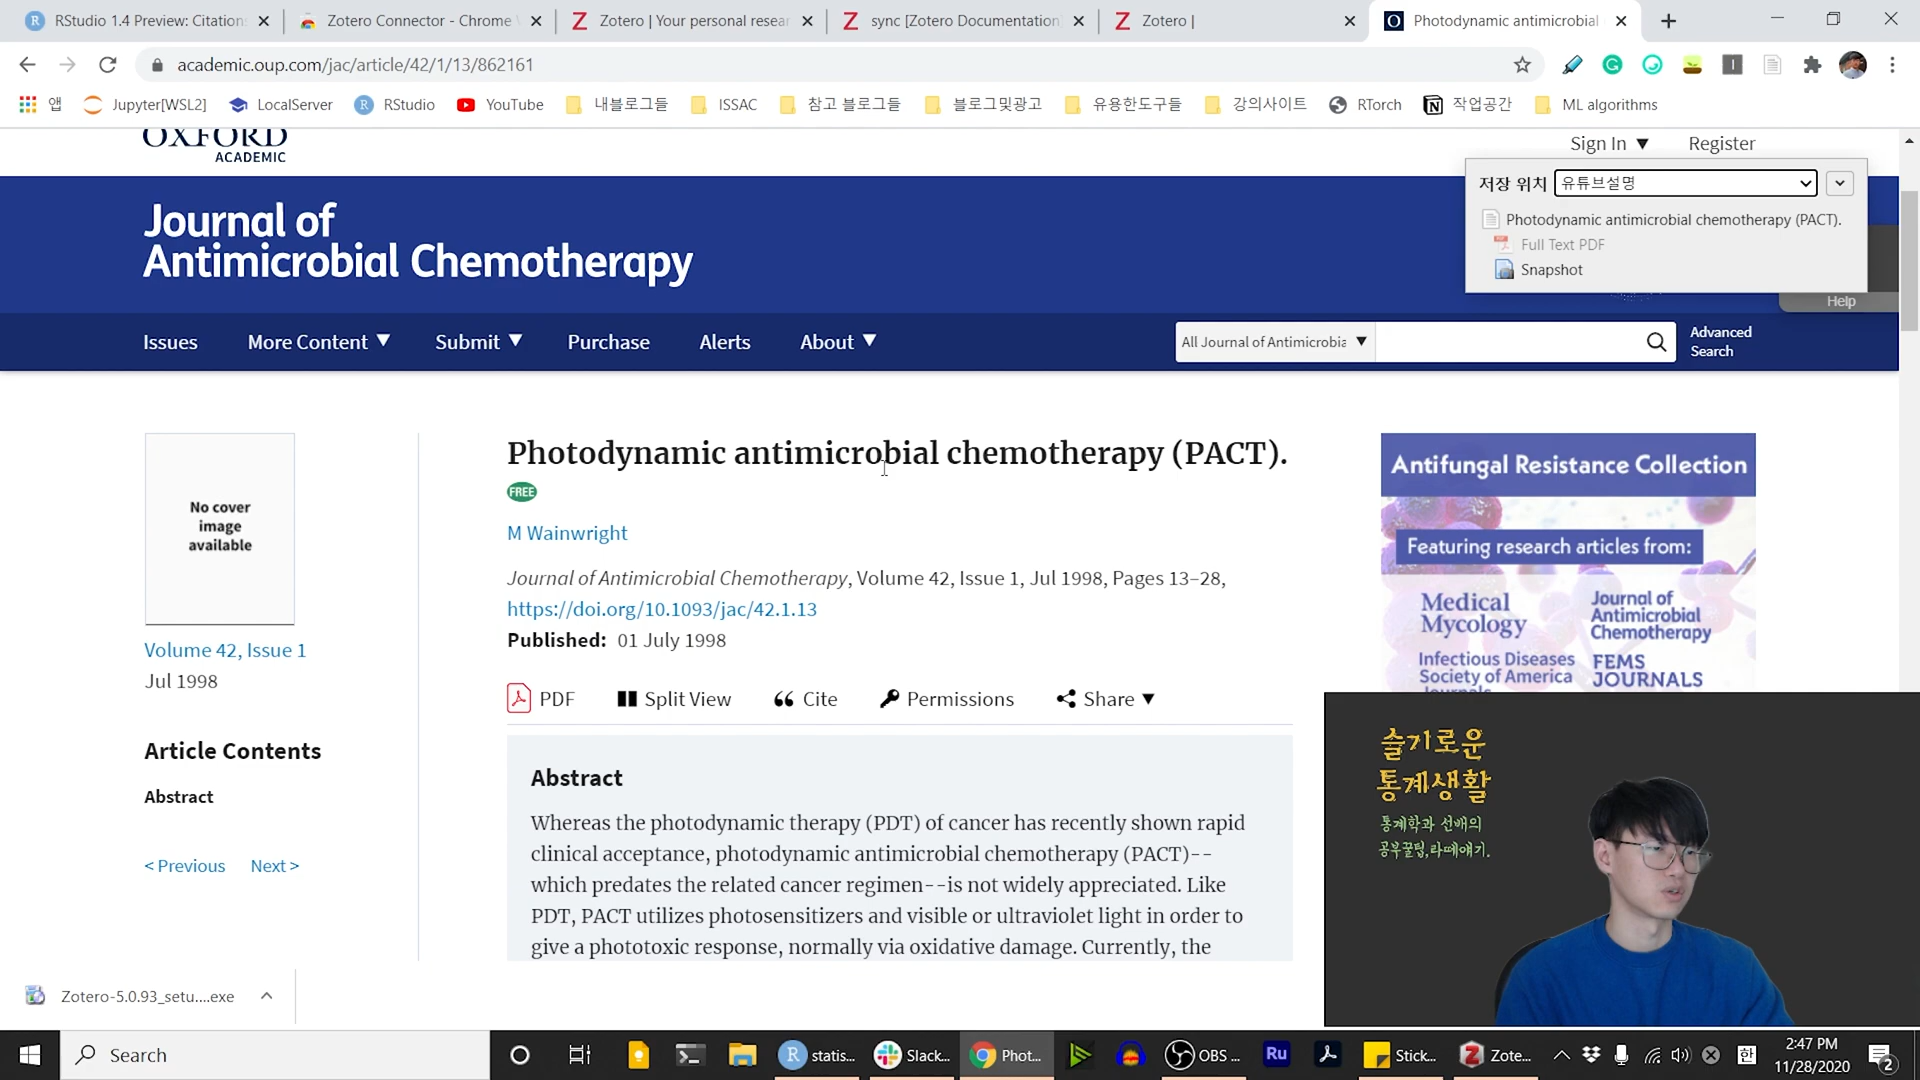 RStudio 1.4 Preview: Citation
Zotero Connector - Chrome
Zotero | Your personal resear
sync [Zotero Documentation
Zotero |
Photodynamic antimicrobial
academic.oup.com/jac/article/42/1/13/862161
앱
Jupyter[WSL2]
LocalServer
RStudio
YouTube
내블로그들
ISSAC
참고 블로그들
블로그및광고
유용한도구들
강의사이트
RTorch
작업공간
ML algorithms
OXFORD
ACADEMIC
Sign In ▼
Register
저장 위치
유튜브설명
Photodynamic antimicrobial chemotherapy (PACT).
Full Text PDF
Snapshot
Help
Journal of
Antimicrobial Chemotherapy
Issues
More Content ▼
Submit ▼
Purchase
Alerts
About ▼
All Journal of Antimicrobia ▼
Advanced
Search
No cover
image
available
Volume 42, Issue 1
Jul 1998
Article Contents
Abstract
< Previous
Next >
Photodynamic antimicrobial chemotherapy (PACT).
FREE
M Wainwright
Journal of Antimicrobial Chemotherapy, Volume 42, Issue 1, Jul 1998, Pages 13–28,
https://doi.org/10.1093/jac/42.1.13
Published: 01 July 1998
PDF
Split View
Cite
Permissions
Share ▼
Abstract
Whereas the photodynamic therapy (PDT) of cancer has recently shown rapid
clinical acceptance, photodynamic antimicrobial chemotherapy (PACT)--
which predates the related cancer regimen--is not widely appreciated. Like
PDT, PACT utilizes photosensitizers and visible or ultraviolet light in order to
give a phototoxic response, normally via oxidative damage. Currently, the
Antifungal Resistance Collection
Featuring research articles from:
Medical
Mycology
Journal of
Antimicrobial
Chemotherapy
Infectious Diseases
Society of America
Journals
FEMS
JOURNALS
슬기로운
통계생활
통계학과 선배의
공부꿀팁,라떼얘기.
Zotero-5.0.93_setu....exe
Search
statis...
Slack...
Phot...
OBS ...
Ru
Stick...
Zote...
한
2:47 PM
11/28/2020
2